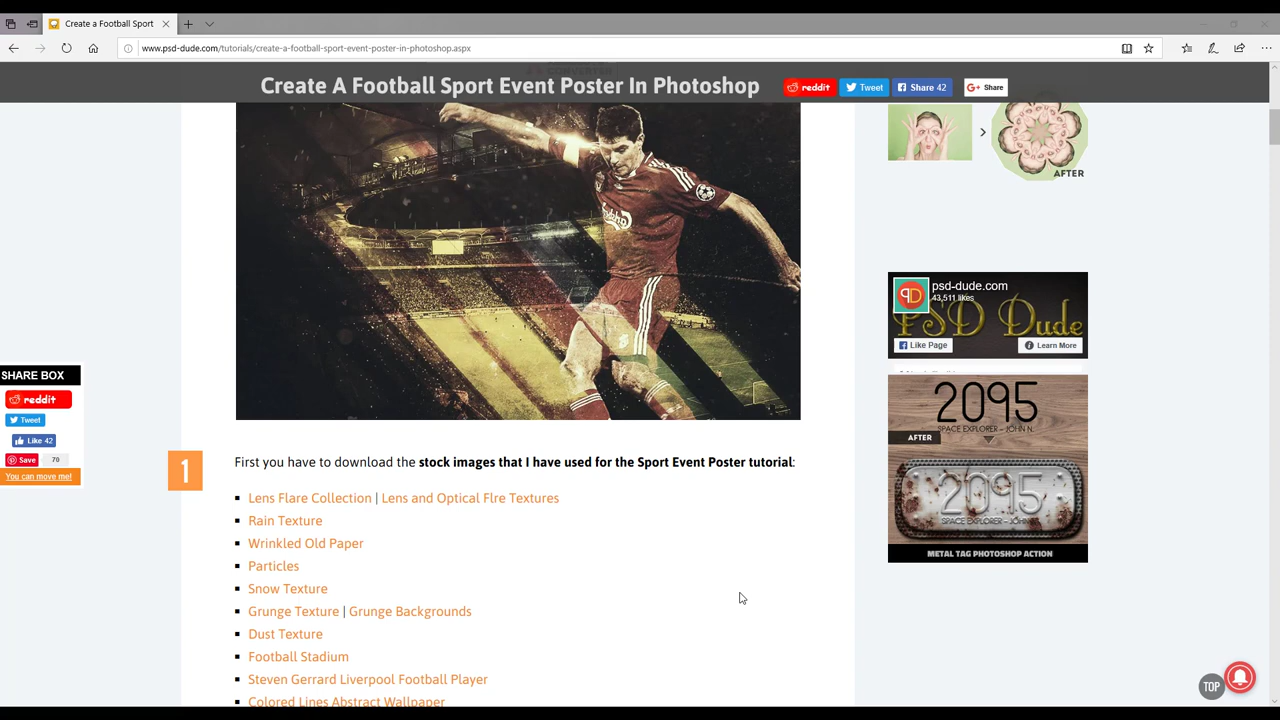 Create a Football Sport
www.psd-dude.com/tutorials/create-a-football-sport-event-poster-in-photoshop.aspx
Create A Football Sport Event Poster In Photoshop
reddit
Tweet
Share 42
G+ Share
Carlsberg
AFTER
psd-dude.com
43,511 likes
PSD Dude
Like Page
Learn More
SHARE BOX
reddit
Tweet
Like 42
Save 70
You can move me!
2095
SPACE EXPLORER – JOHN N.
AFTER
2095
SPACE EXPLORER – JOHN N.
METAL TAG PHOTOSHOP ACTION
1
First you have to download the stock images that I have used for the Sport Event Poster tutorial:
Lens Flare Collection | Lens and Optical Flre Textures
Rain Texture
Wrinkled Old Paper
Particles
Snow Texture
Grunge Texture | Grunge Backgrounds
Dust Texture
Football Stadium
Steven Gerrard Liverpool Football Player
Colored Lines Abstract Wallpaper
TOP